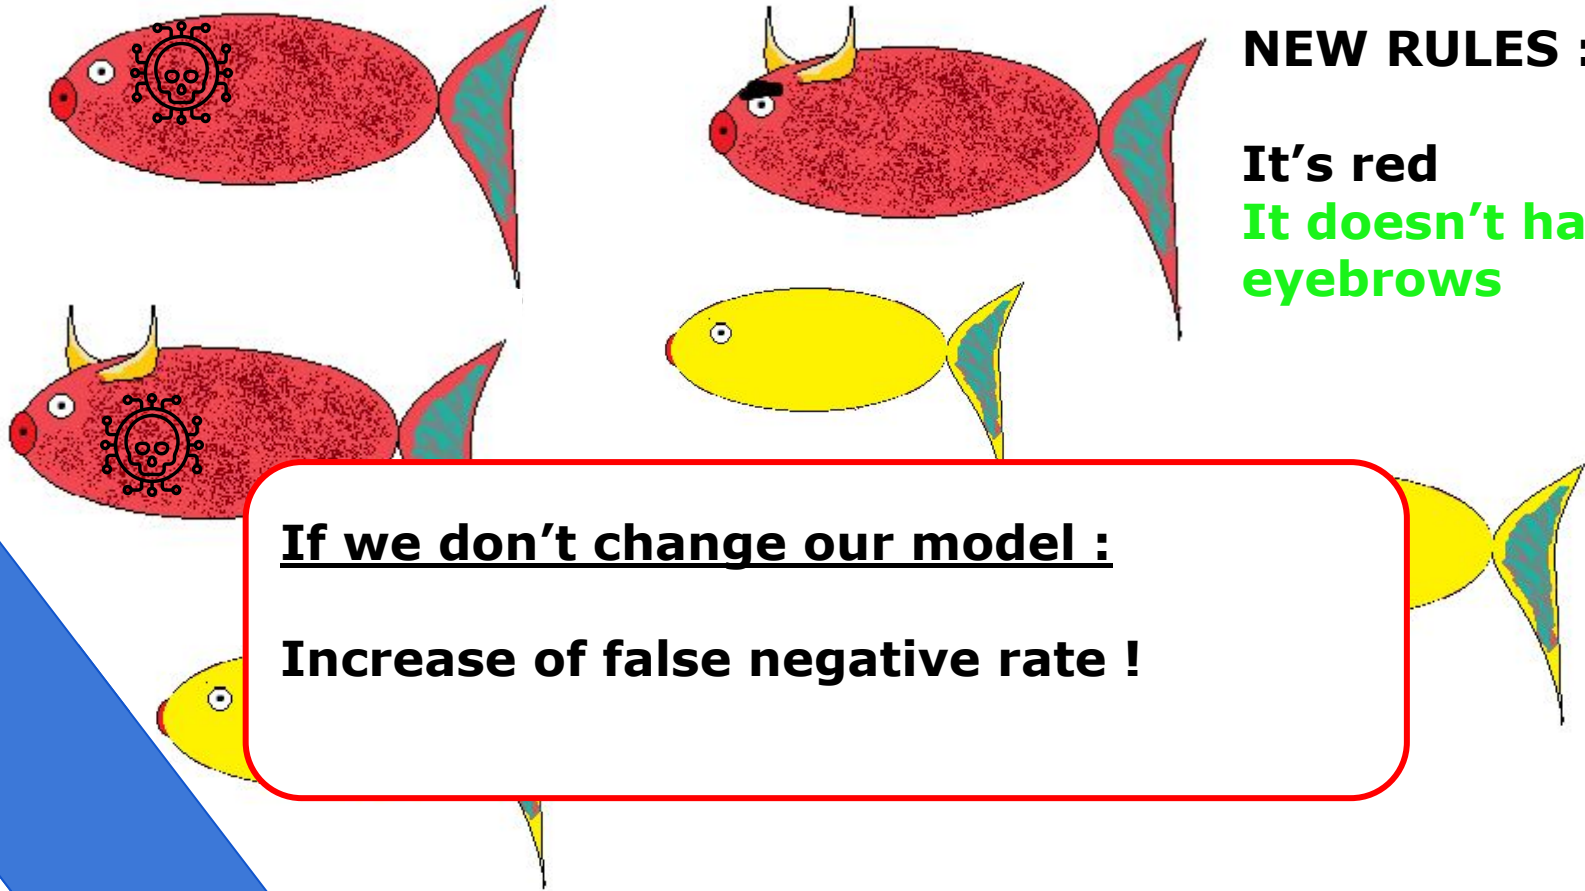 NEW RULES :
It's red
It doesn't ha
eyebrows
If we don't change our model :
Increase of false negative rate !